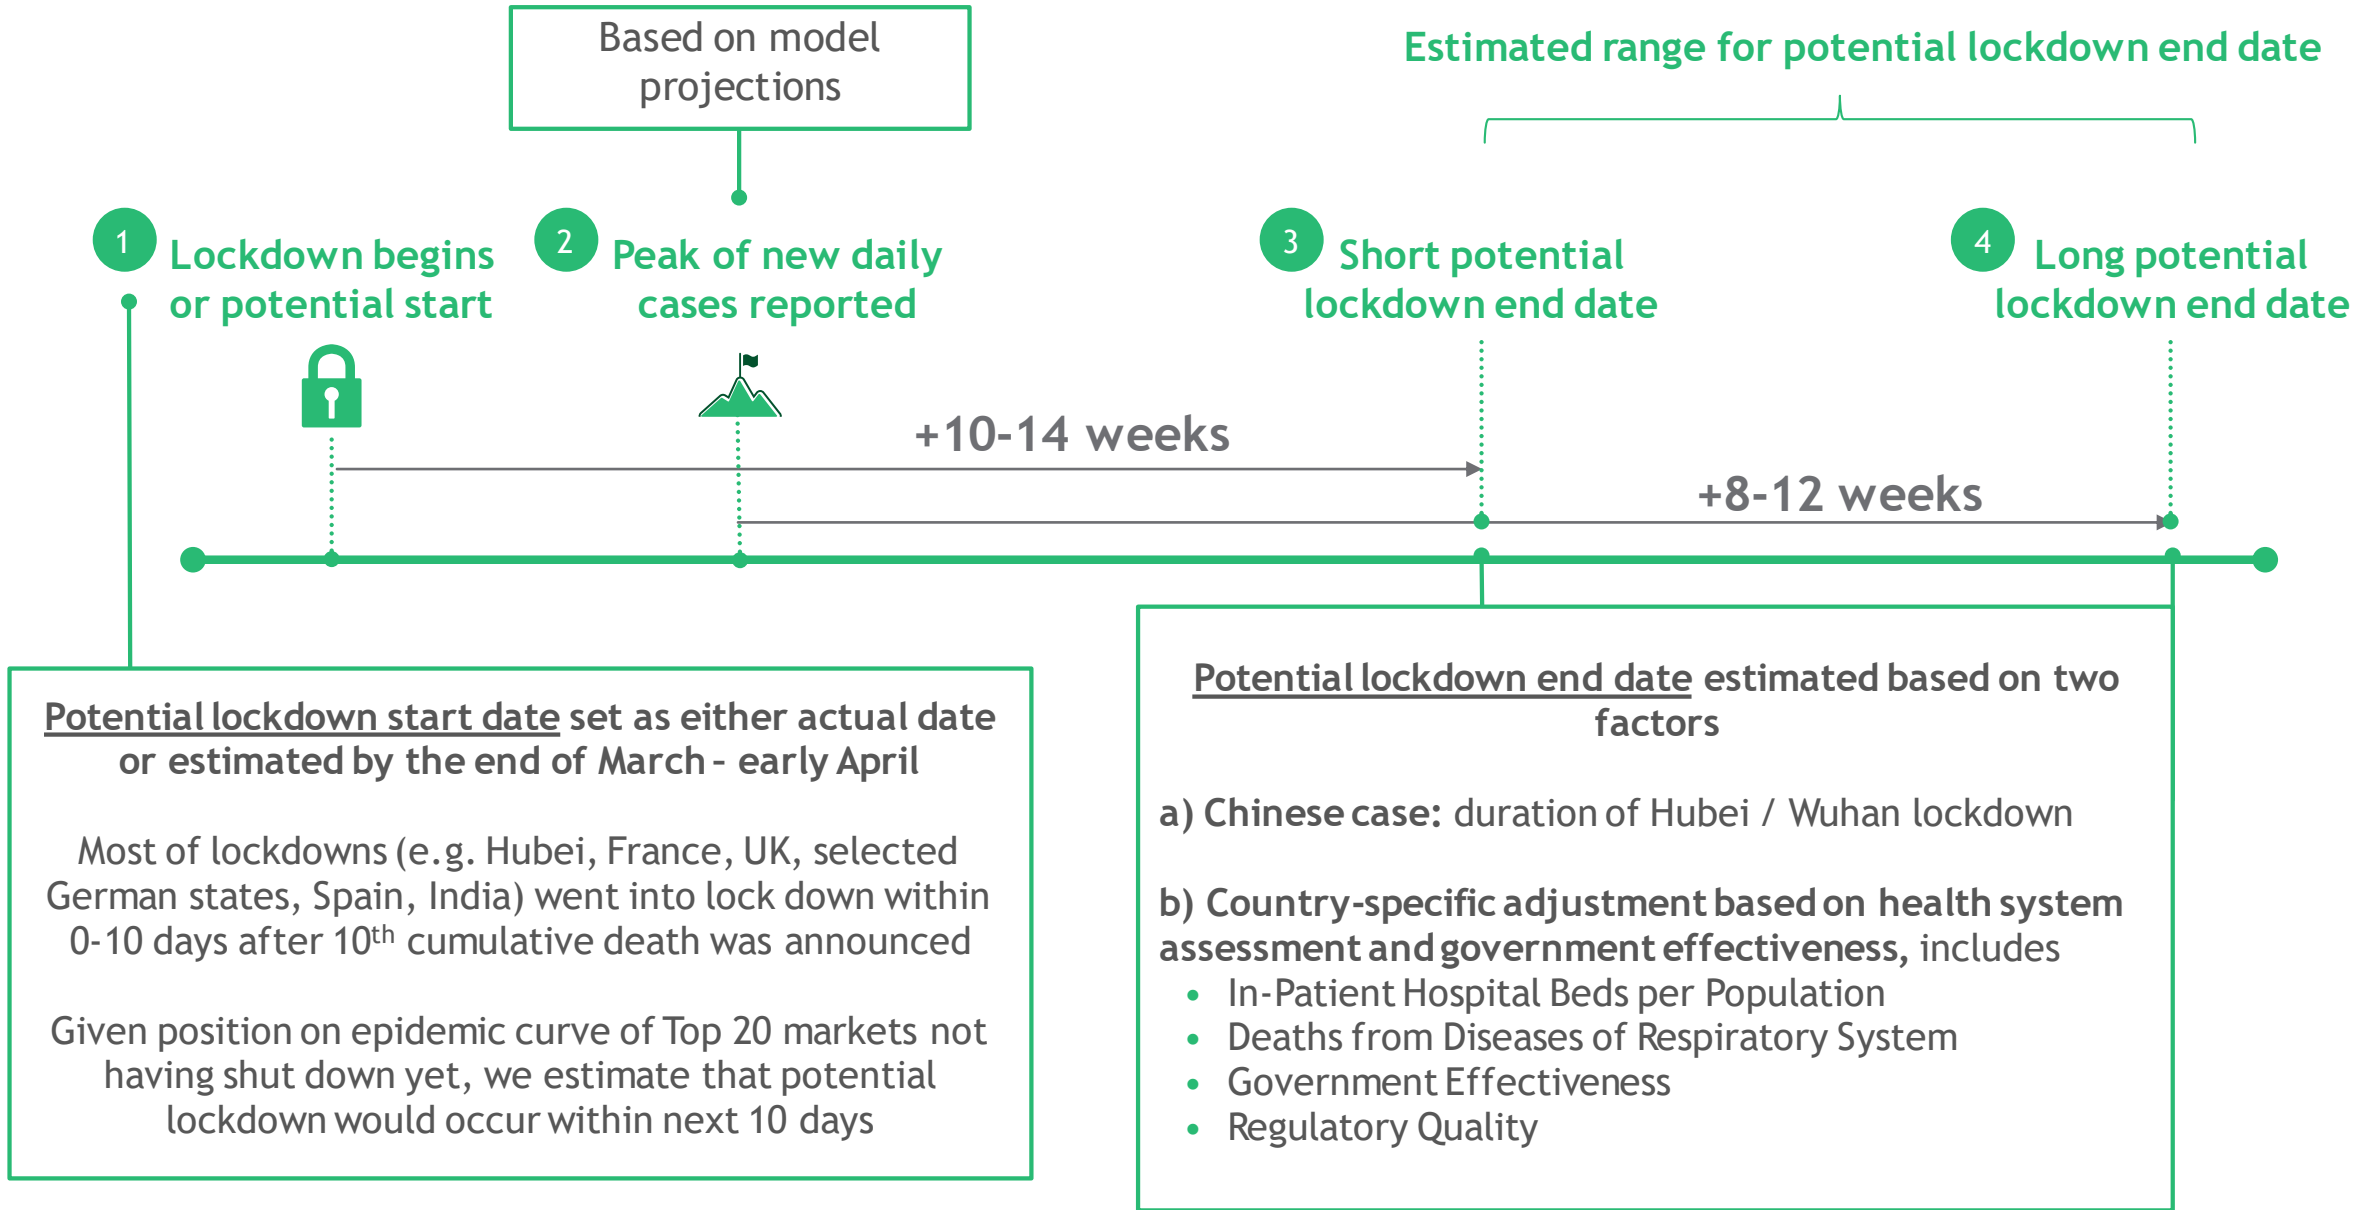 Based on model
projections
Estimated range for potential lockdown end date
1
Lockdown begins
or potential start
2
Peak of new daily
cases reported
3
Short potential
lockdown end date
4
Long potential
lockdown end date
+10-14 weeks
+8-12 weeks
Potential lockdown start date set as either actual date
or estimated by the end of March – early April
Most of lockdowns (e.g. Hubei, France, UK, selected
German states, Spain, India) went into lock down within
0-10 days after 10th cumulative death was announced
Given position on epidemic curve of Top 20 markets not
having shut down yet, we estimate that potential
lockdown would occur within next 10 days
Potential lockdown end date estimated based on two
factors
a) Chinese case: duration of Hubei / Wuhan lockdown
b) Country-specific adjustment based on health system
assessment and government effectiveness, includes
• In-Patient Hospital Beds per Population
• Deaths from Diseases of Respiratory System
• Government Effectiveness
• Regulatory Quality